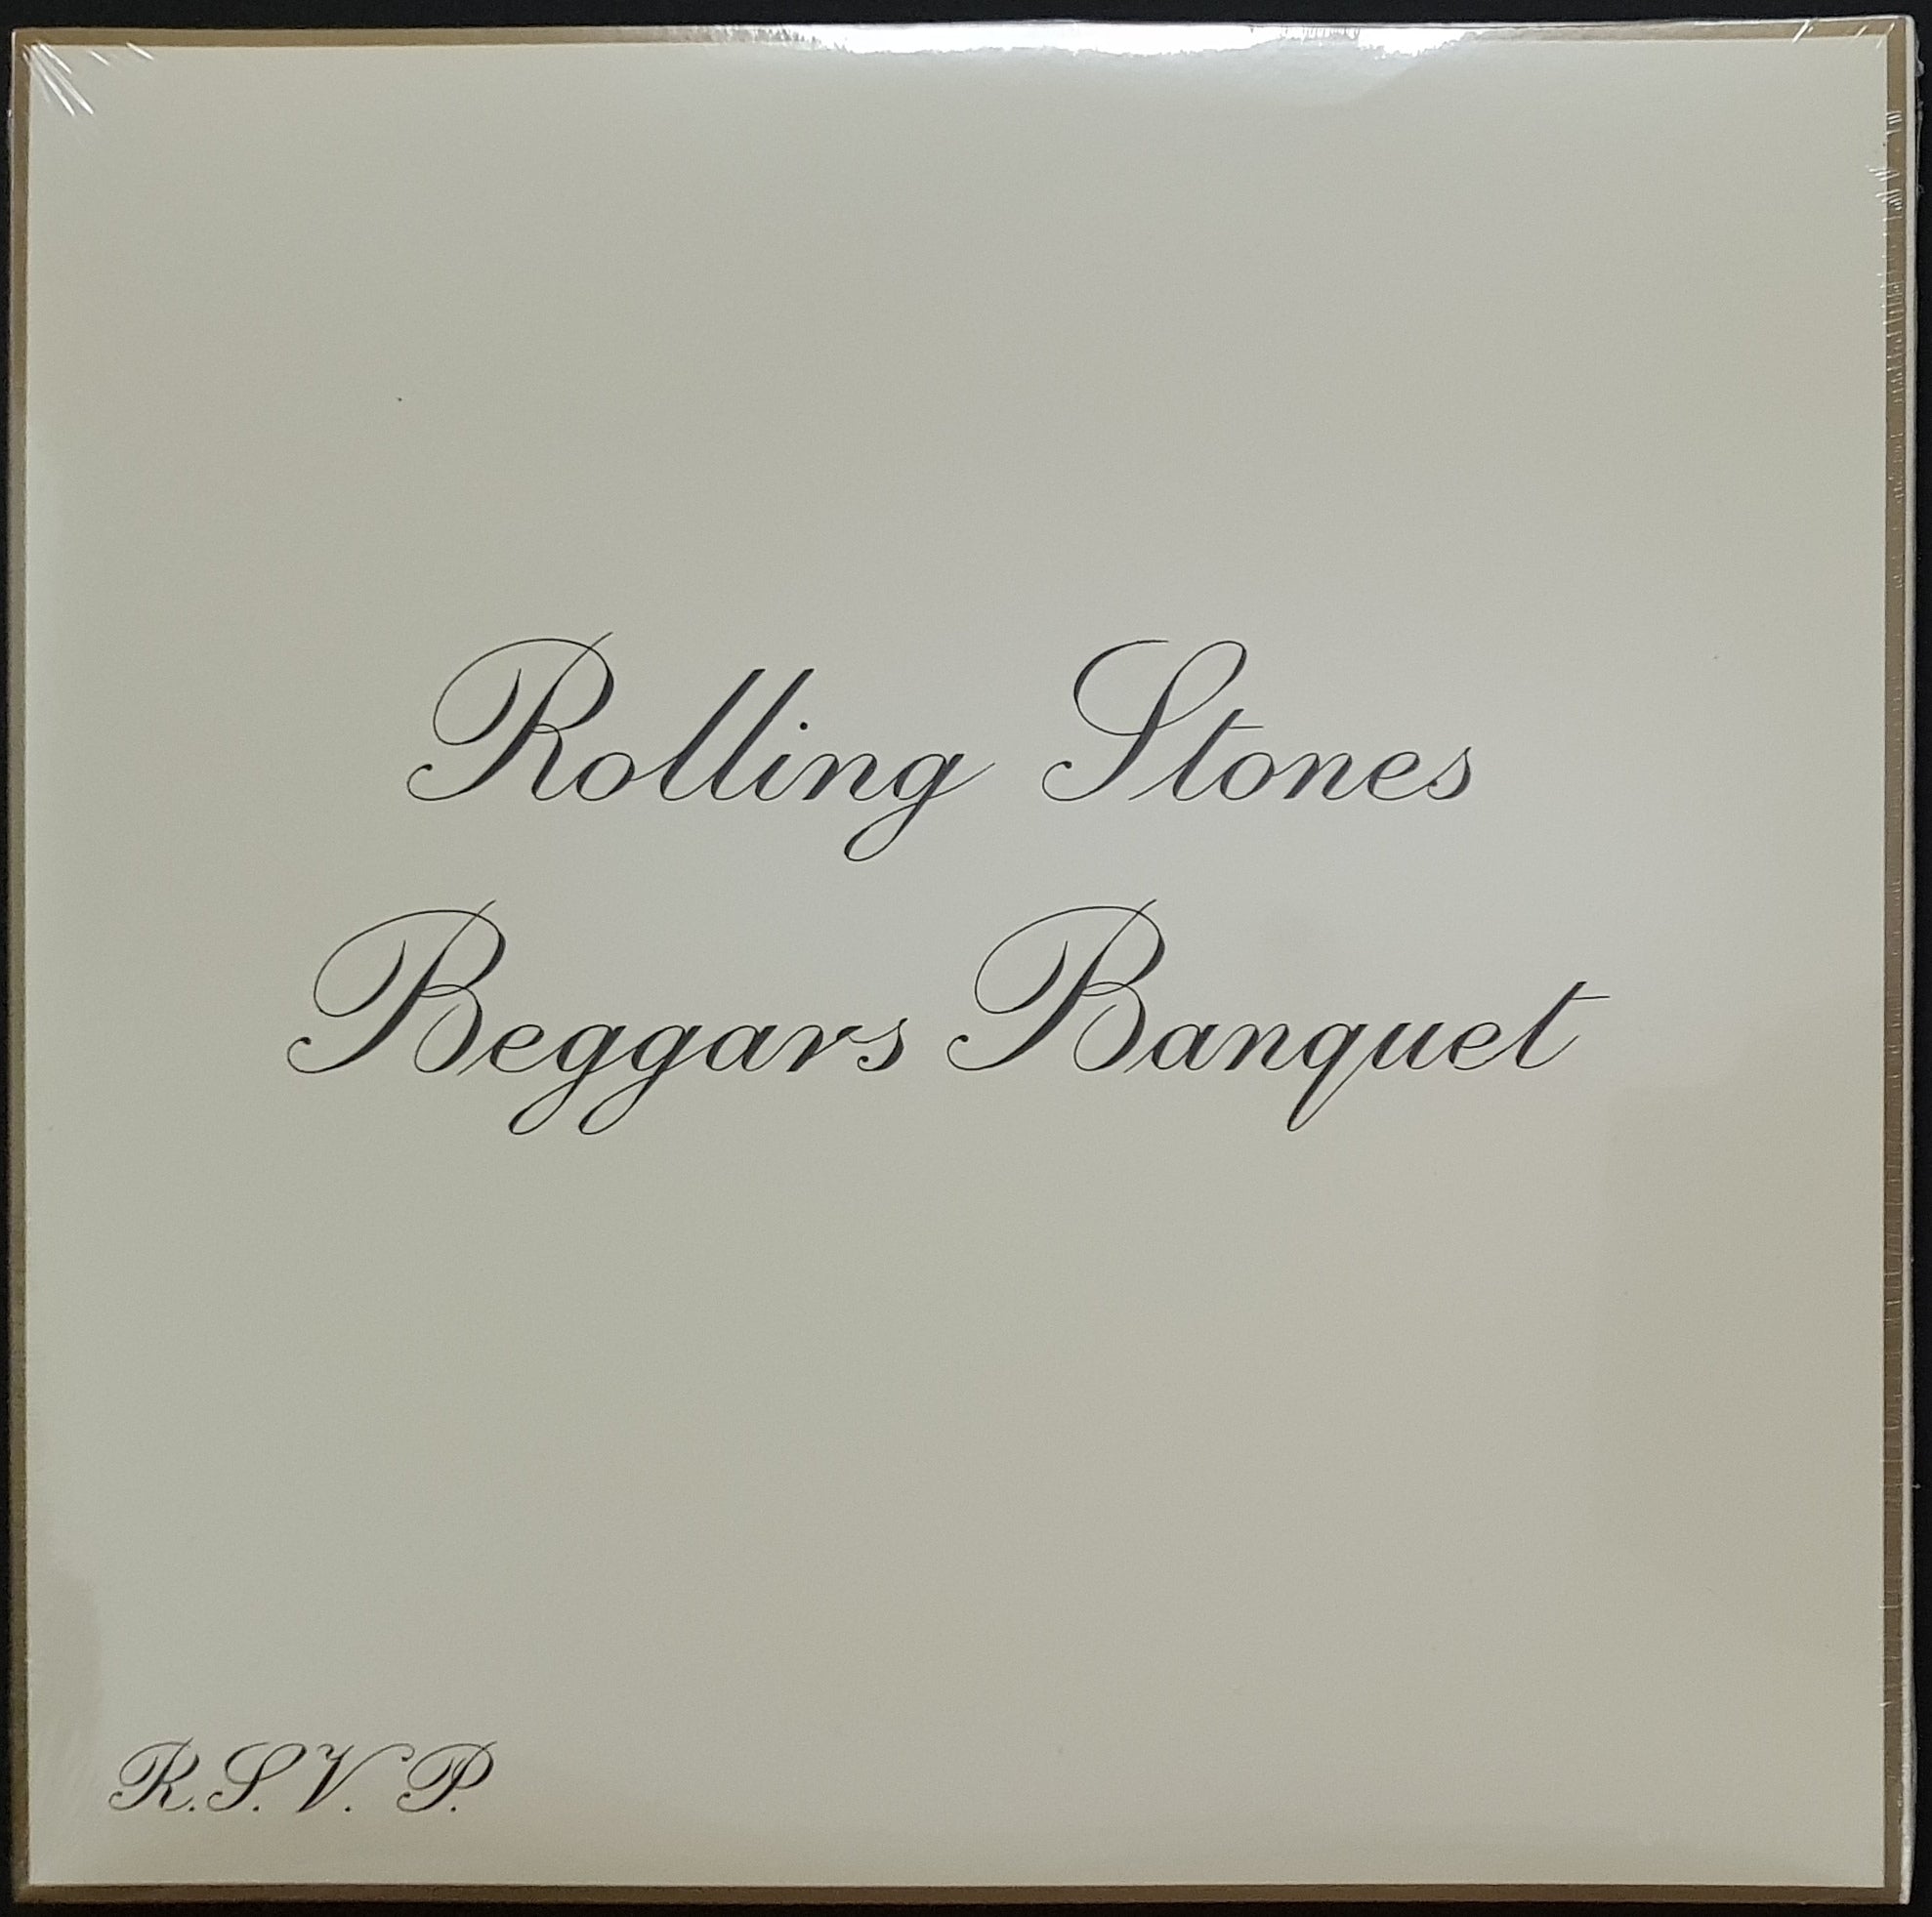 Rolling Stones
Beggars Banquet
R.S.V.P.